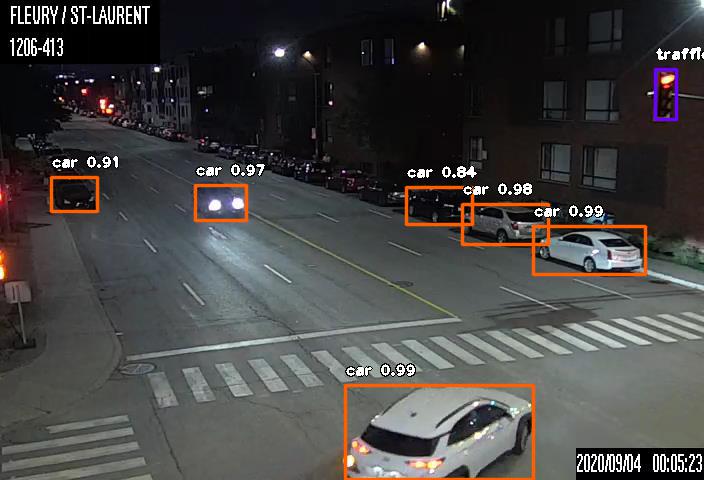 FLEURY / ST-LAURENT
1206-413
traffic
car 0.91
car 0.97
car 0.84
car 0.98
car 0.99
car 0.99
2020/09/04 00:05:23